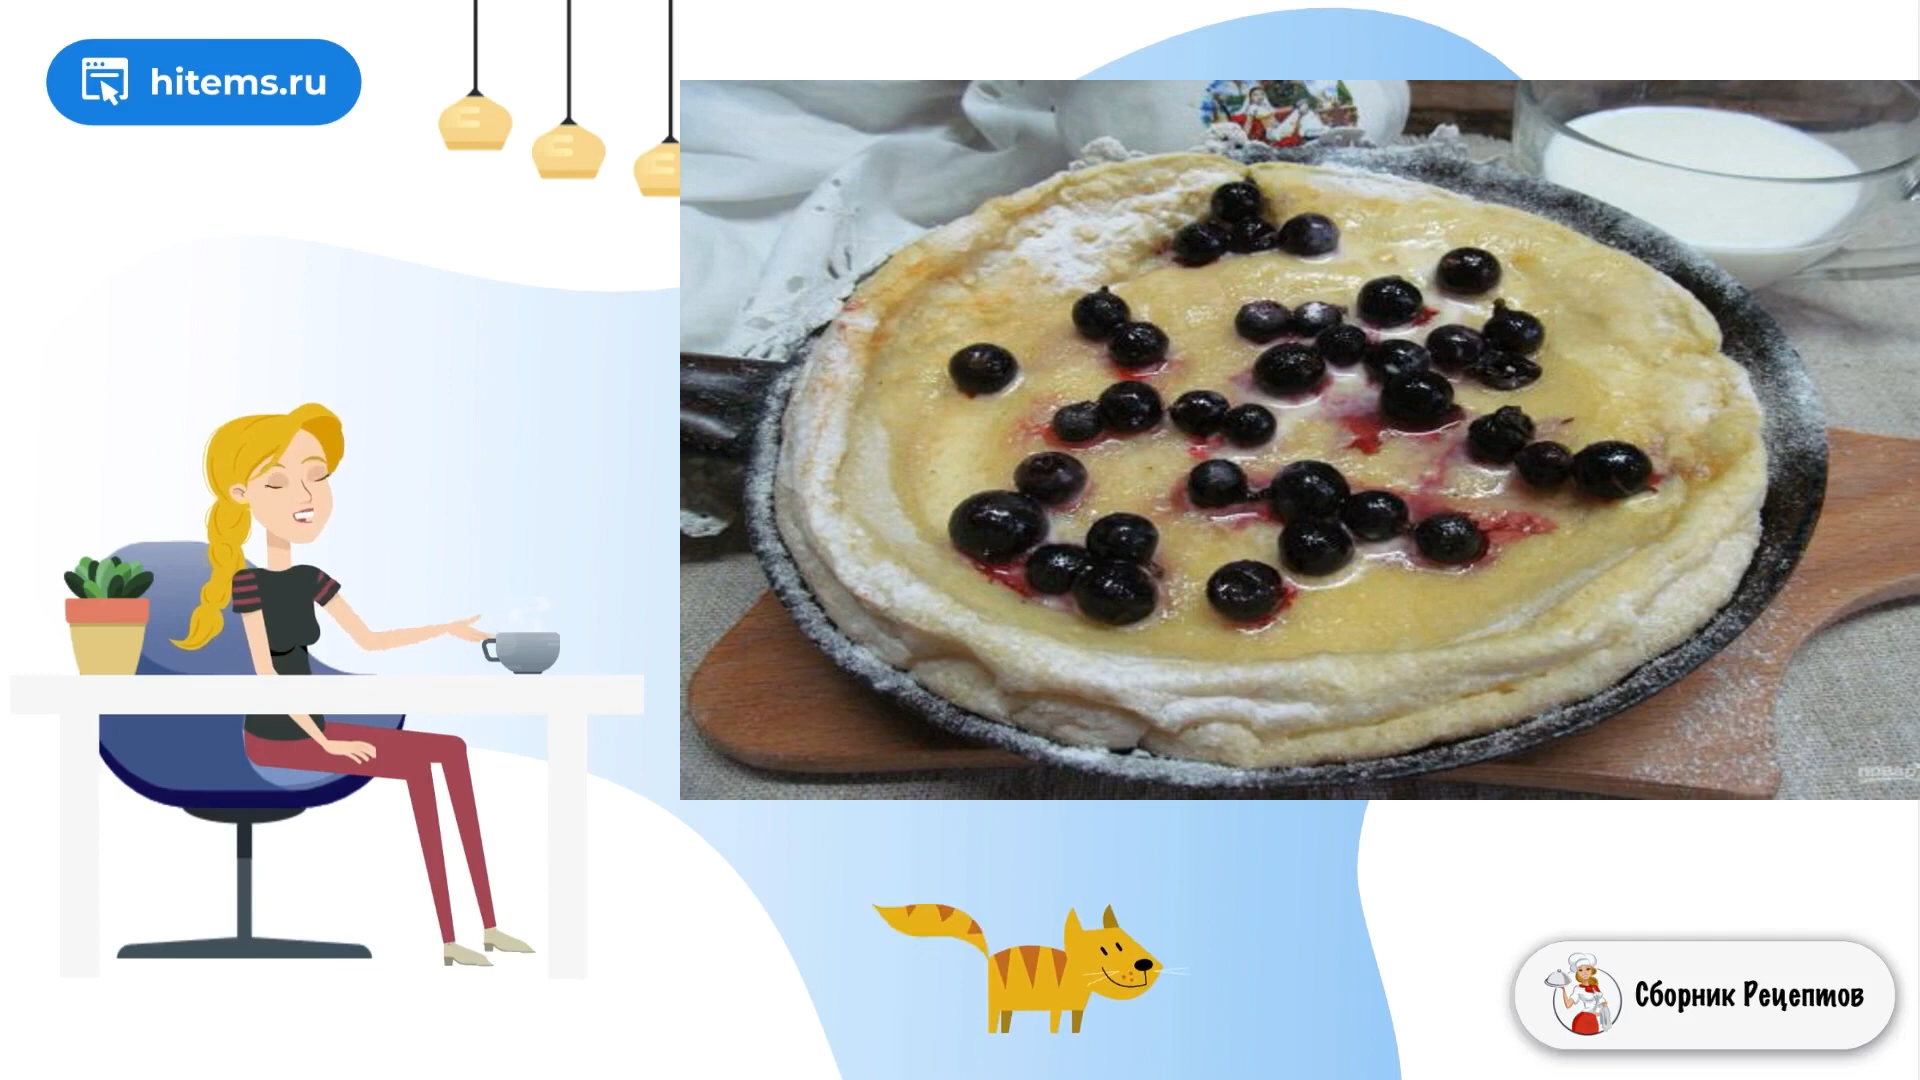 hitems.ru
Сборник Рецептов